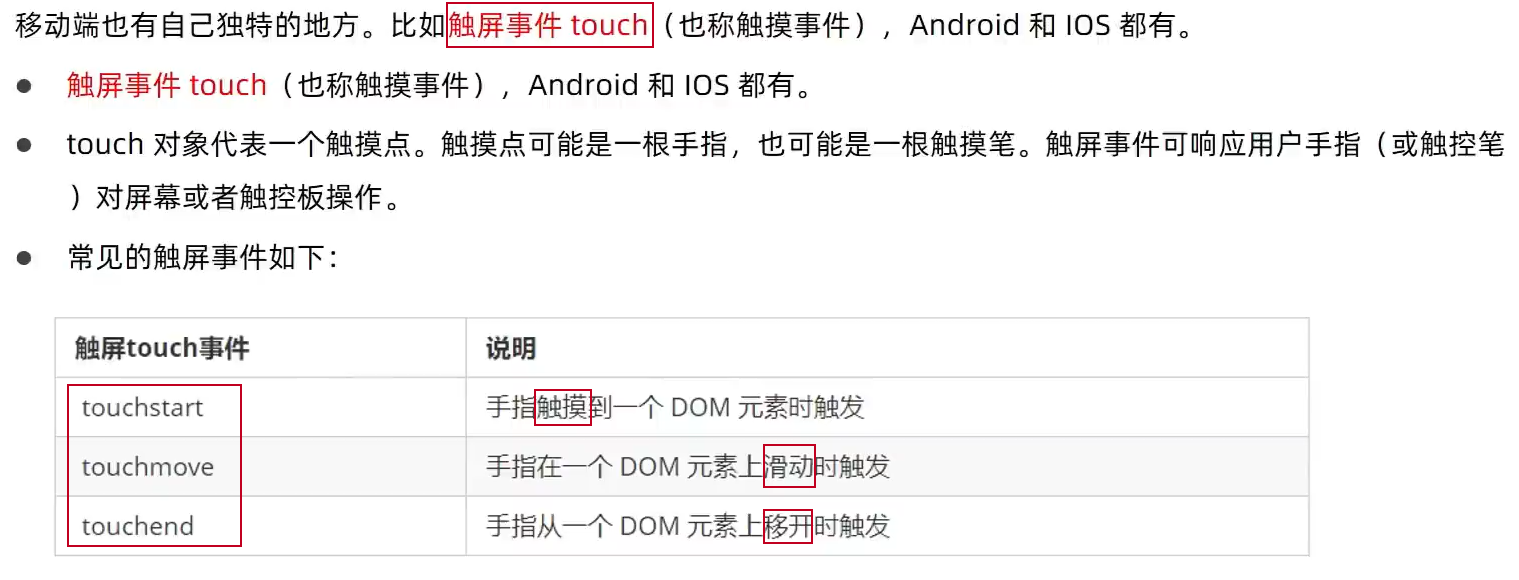 移动端也有自己独特的地方。比如触屏事件 touch（也称触摸事件），Android 和 IOS 都有。
● 触屏事件 touch（也称触摸事件），Android 和 IOS 都有。
● touch 对象代表一个触摸点。触摸点可能是一根手指，也可能是一根触摸笔。触屏事件可响应用户手指（或触控笔
）对屏幕或者触控板操作。
● 常见的触屏事件如下：
触屏touch事件 说明
touchstart 手指触摸到一个 DOM 元素时触发
touchmove 手指在一个 DOM 元素上滑动时触发
touchend 手指从一个 DOM 元素上移开时触发